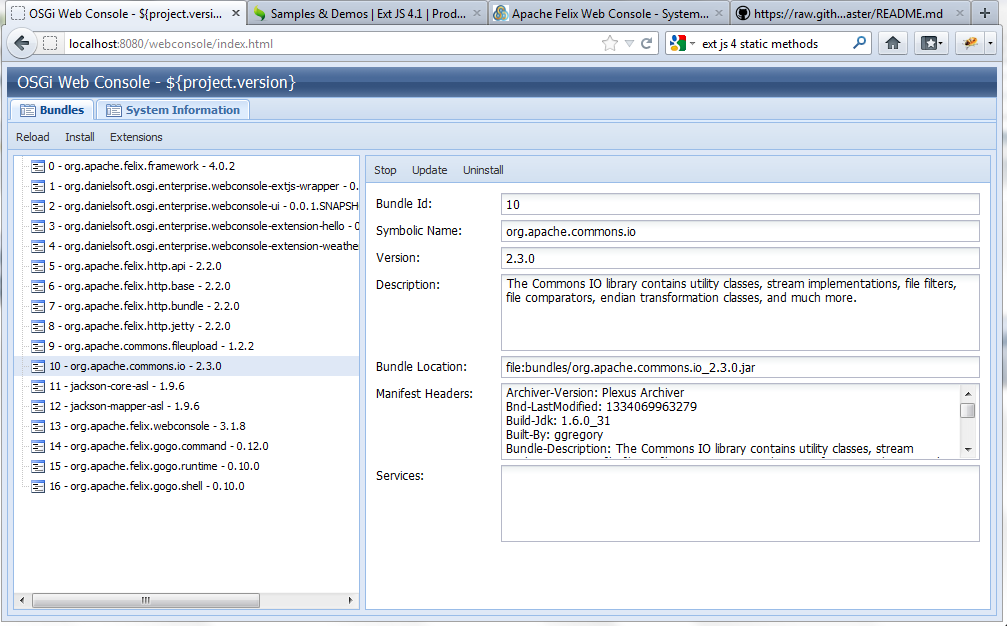 OSGi Web Console - ${project.versi...
Samples & Demos | Ext JS 4.1 | Prod...
Apache Felix Web Console - System...
https://raw.gith...aster/README.md
localhost:8080/webconsole/index.html
ext js 4 static methods
OSGi Web Console - ${project.version}
Bundles
System Information
Reload
Install
Extensions
0 - org.apache.felix.framework - 4.0.2
1 - org.danielsoft.osgi.enterprise.webconsole-extjs-wrapper - 0.
2 - org.danielsoft.osgi.enterprise.webconsole-ui - 0.0.1.SNAPSH
3 - org.danielsoft.osgi.enterprise.webconsole-extension-hello - 0
4 - org.danielsoft.osgi.enterprise.webconsole-extension-weathe
5 - org.apache.felix.http.api - 2.2.0
6 - org.apache.felix.http.base - 2.2.0
7 - org.apache.felix.http.bundle - 2.2.0
8 - org.apache.felix.http.jetty - 2.2.0
9 - org.apache.commons.fileupload - 1.2.2
10 - org.apache.commons.io - 2.3.0
11 - jackson-core-asl - 1.9.6
12 - jackson-mapper-asl - 1.9.6
13 - org.apache.felix.webconsole - 3.1.8
14 - org.apache.felix.gogo.command - 0.12.0
15 - org.apache.felix.gogo.runtime - 0.10.0
16 - org.apache.felix.gogo.shell - 0.10.0
Stop
Update
Uninstall
Bundle Id:
10
Symbolic Name:
org.apache.commons.io
Version:
2.3.0
Description:
The Commons IO library contains utility classes, stream implementations, file filters,
file comparators, endian transformation classes, and much more.
Bundle Location:
file:bundles/org.apache.commons.io_2.3.0.jar
Manifest Headers:
Archiver-Version: Plexus Archiver
Bnd-LastModified: 1334069963279
Build-Jdk: 1.6.0_31
Built-By: ggregory
Bundle-Description: The Commons IO library contains utility classes, stream
Services: